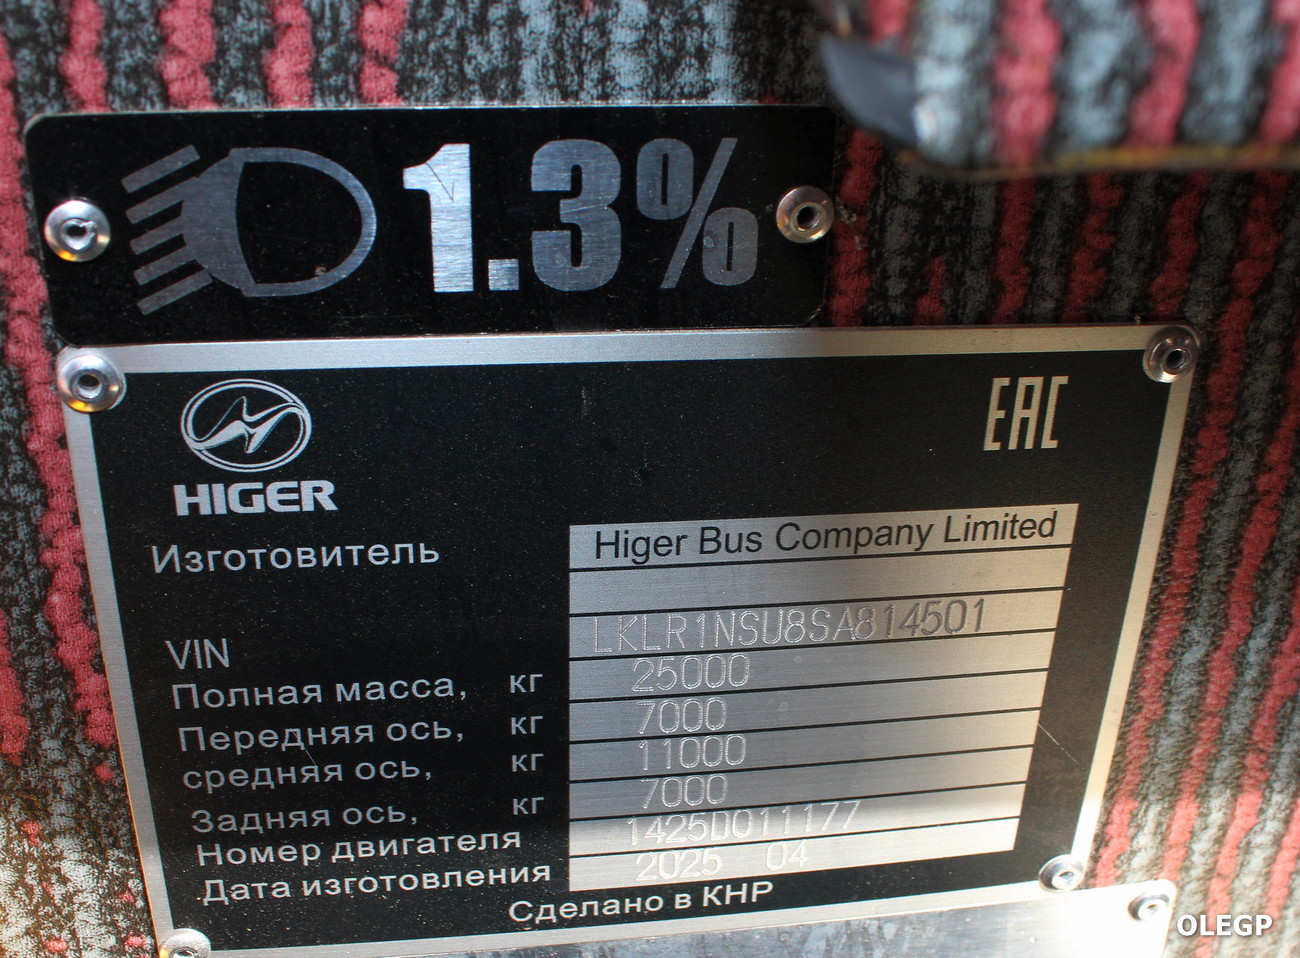 1.3%
HIGER
EAC
Изготовитель Higer Bus Company Limited
VIN LKLR1NSU8SA814501
Полная масса, кг 25000
Передняя ось, кг 7000
средняя ось, кг 11000
Задняя ось, кг 7000
Номер двигателя 1425D011177
Дата изготовления 2025 04
Сделано в КНР
OLEGP